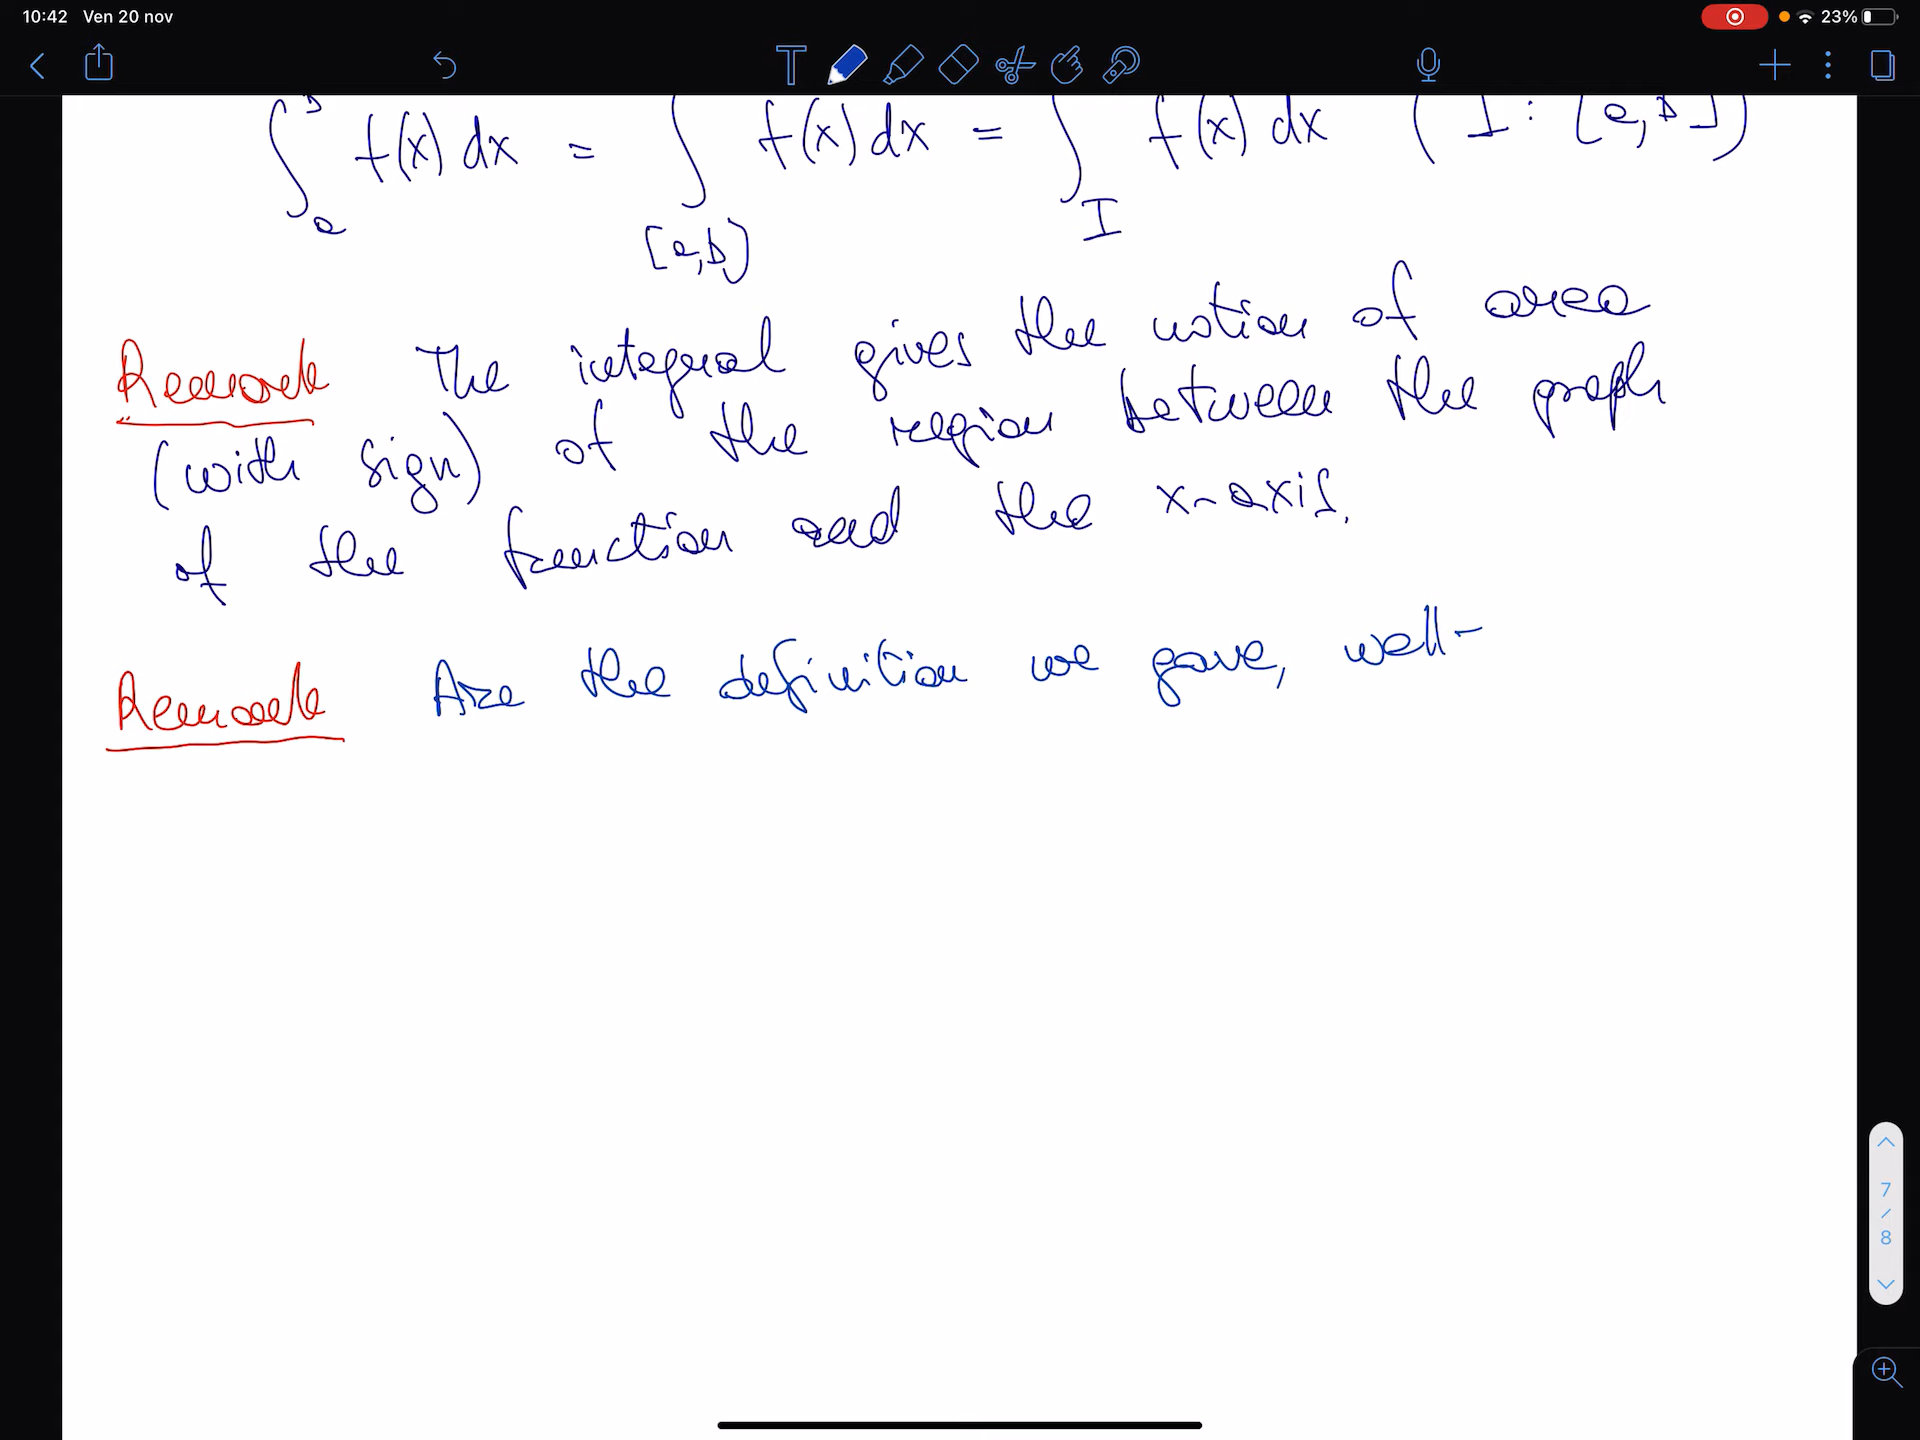 10:42 Ven 20 nov 23%
∫_a^b f(x) dx = ∫_[a,b] f(x) dx = ∫_I f(x) dx (I : [a,b])
Remark The integral gives the notion of area
(with sign) of the region between the graph
of the function and the x-axis.
Remark Are the definition we gave, well-
7
/
8